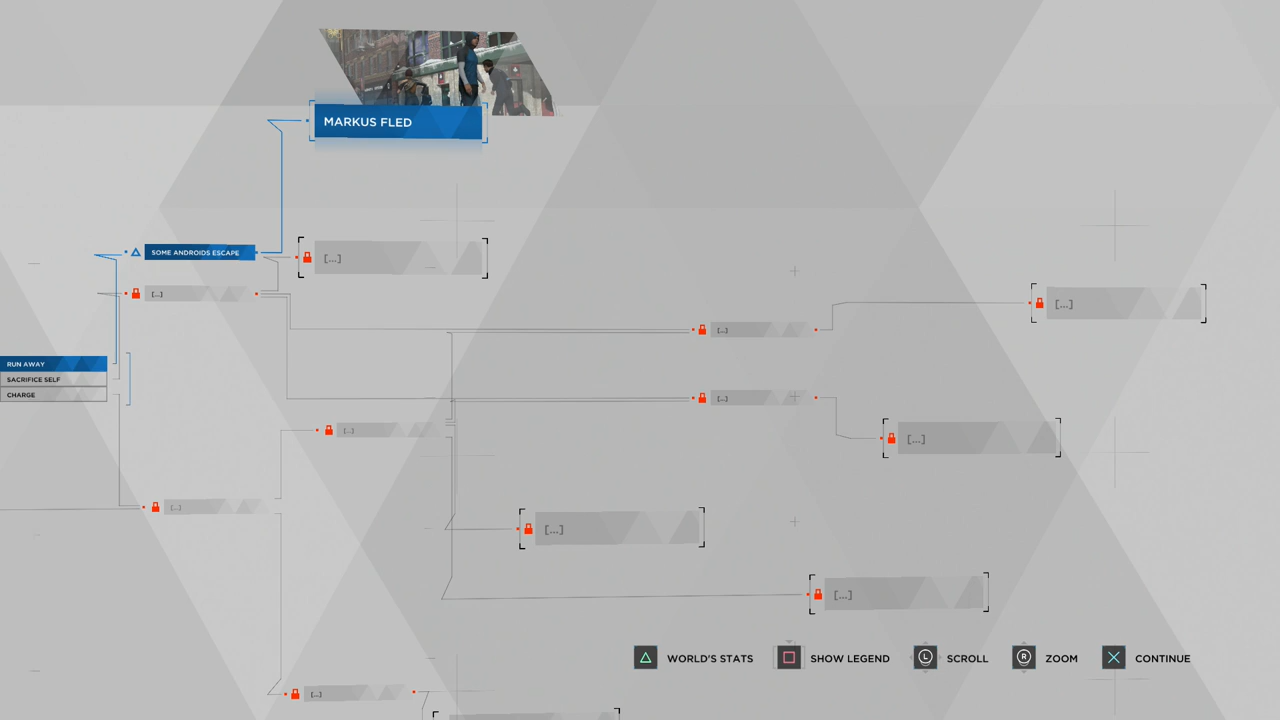 MARKUS FLED
SOME ANDROIDS ESCAPE
[...]
[...]
[...]
[...]
RUN AWAY
SACRIFICE SELF
CHARGE
[...]
[...]
[...]
[...]
[...]
[...]
WORLD'S STATS
SHOW LEGEND
L
SCROLL
R
ZOOM
CONTINUE
[...]